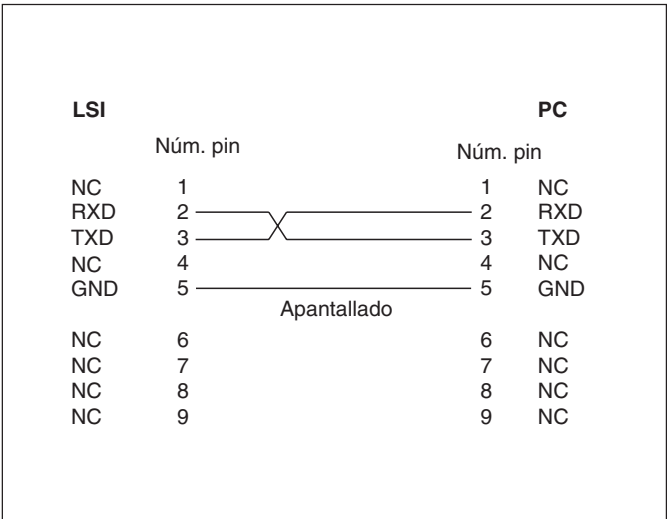 LSI PC
Núm. pin Núm. pin
NC 1 1 NC
RXD 2 2 RXD
TXD 3 3 TXD
NC 4 4 NC
GND 5 5 GND
Apantallado
NC 6 6 NC
NC 7 7 NC
NC 8 8 NC
NC 9 9 NC